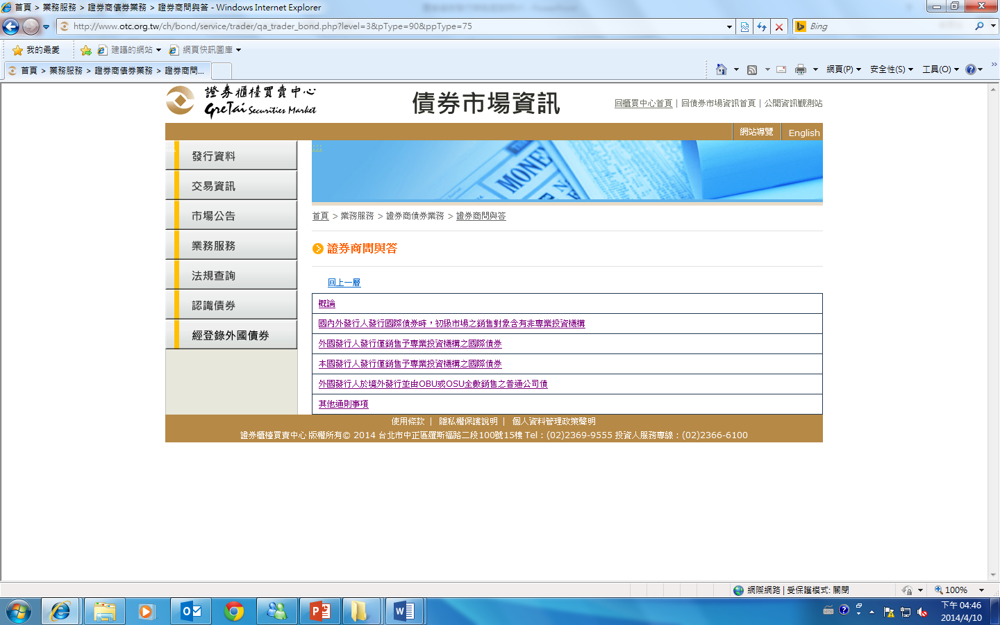 首頁 > 業務服務 > 證券商債券業務 > 證券商問與答 - Windows Internet Explorer
http://www.otc.org.tw/ch/bond/service/trader/qa_trader_bond.php?level=3&pType=90&ppType=75
Bing
我的最愛 建議的網站 網頁快訊圖庫
首頁 > 業務服務 > 證券商債券業務 > 證券商問...
網頁(P) 安全性(S) 工具(O)
證券櫃檯買賣中心
GreTai Securities Market
債券市場資訊
回櫃買中心首頁 | 回債券市場資訊首頁 | 公開資訊觀測站
網站導覽 English
發行資料
交易資訊
市場公告
業務服務
法規查詢
認識債券
經登錄外國債券
:::
:::
MONEY
首頁 > 業務服務 > 證券商債券業務 > 證券商問與答
證券商問與答
回上一層
概論
國內外發行人發行國際債券時，初級市場之銷售對象含有非專業投資機構
外國發行人發行僅銷售予專業投資機構之國際債券
本國發行人發行僅銷售予專業投資機構之國際債券
外國發行人於境外發行並由OBU或OSU全數銷售之普通公司債
其他通則事項
使用條款 | 隱私權保護說明 | 個人資料管理政策聲明
證券櫃檯買賣中心 版權所有© 2014 台北市中正區羅斯福路二段100號15樓 Tel：(02)2369-9555 投資人服務專線：(02)2366-6100
網際網路 | 受保護模式: 關閉
100%
下午 04:46
2014/4/10